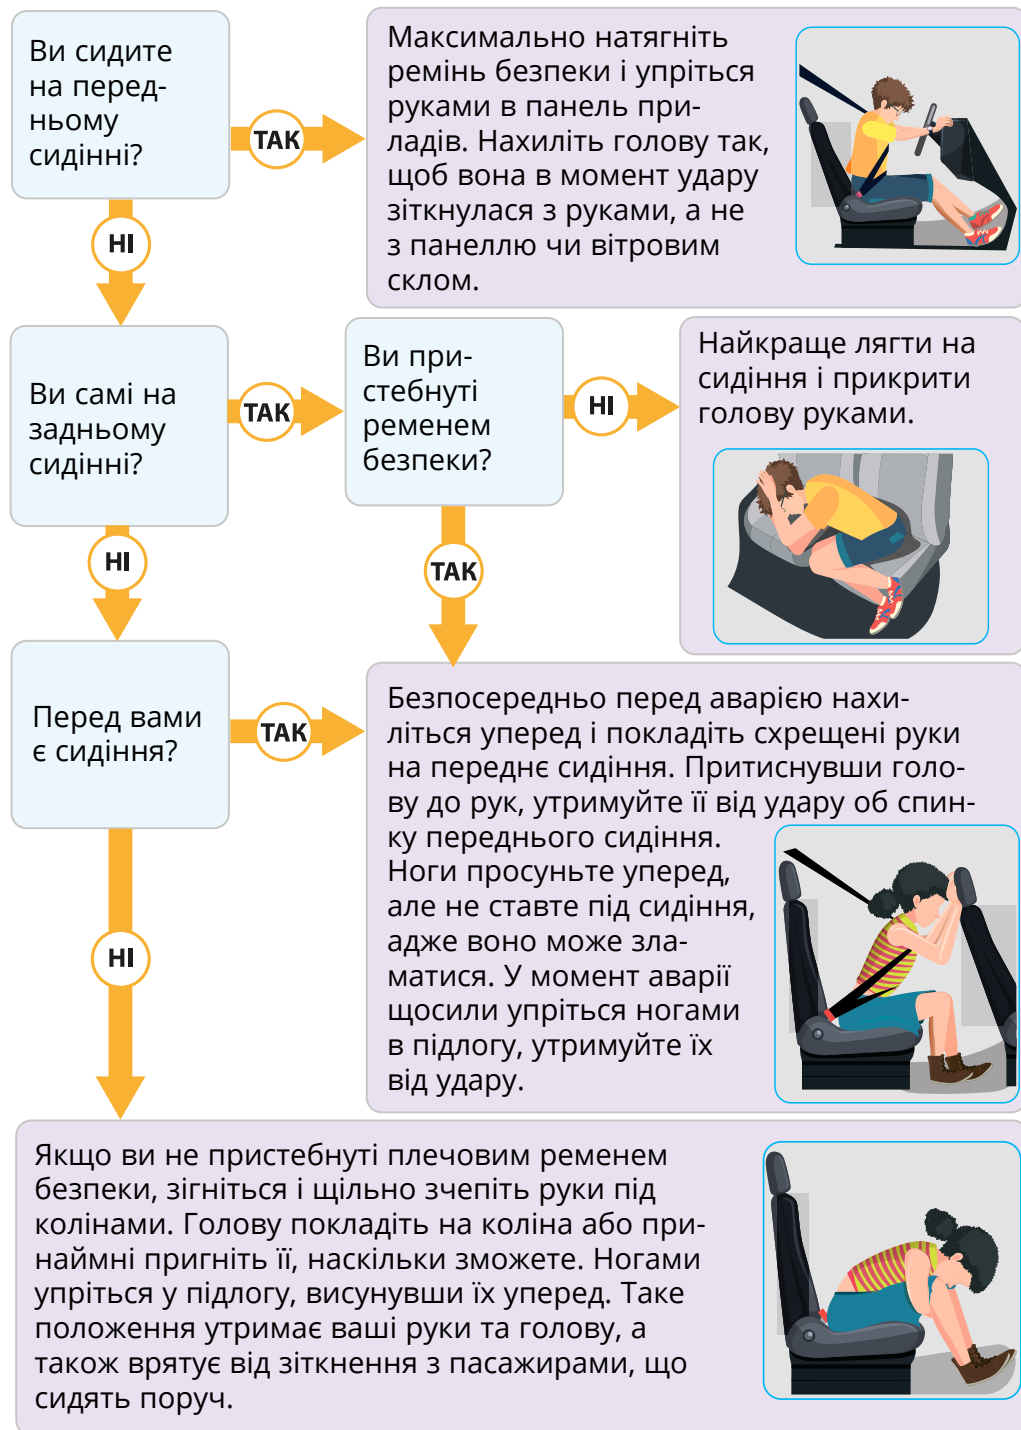 Ви сидите
на перед-
ньому
сидінні?
ТАК
Максимально натягніть
ремінь безпеки і упріться
руками в панель при-
ладів. Нахиліть голову так,
щоб вона в момент удару
зіткнулася з руками, а не
з панеллю чи вітровим
склом.
НІ
Ви самі на
задньому
сидінні?
ТАК
Ви при-
стебнуті
ременем
безпеки?
НІ
Найкраще лягти на
сидіння і прикрити
голову руками.
НІ
ТАК
Перед вами
є сидіння?
ТАК
Безпосередньо перед аварією нахи-
літься уперед і покладіть схрещені руки
на переднє сидіння. Притиснувши голо-
ву до рук, утримуйте її від удару об спин-
ку переднього сидіння.
Ноги просуньте уперед,
але не ставте під сидіння,
адже воно може зла-
матися. У момент аварії
щосили упріться ногами
в підлогу, утримуйте їх
від удару.
НІ
Якщо ви не пристебнуті плечовим ременем
безпеки, зігніться і щільно зчепіть руки під
колінами. Голову покладіть на коліна або при-
наймні пригніть її, наскільки зможете. Ногами
упріться у підлогу, висунувши їх уперед. Таке
положення утримає ваші руки та голову, а
також врятує від зіткнення з пасажирами, що
сидять поруч.